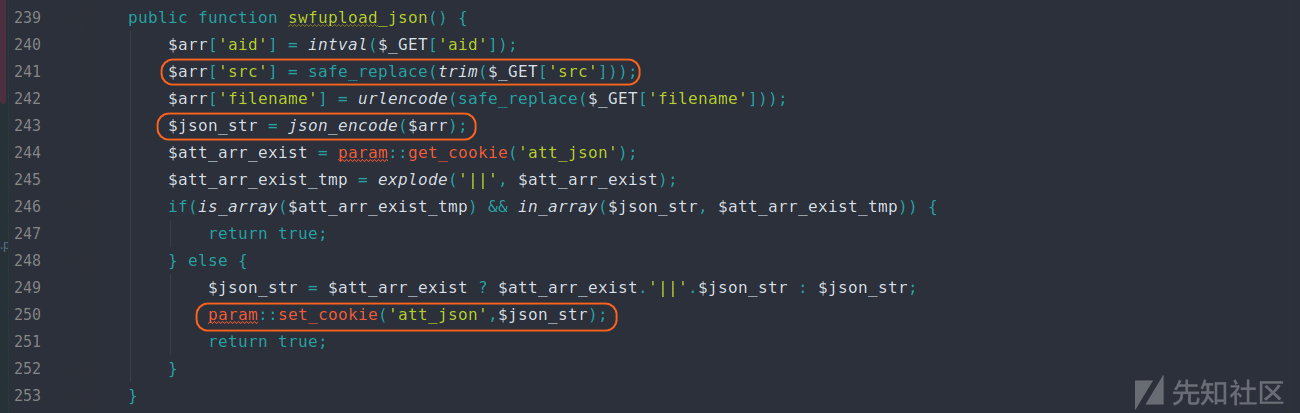 239 public function swfupload_json() {
240 $arr['aid'] = intval($_GET['aid']);
241 $arr['src'] = safe_replace(trim($_GET['src']));
242 $arr['filename'] = urlencode(safe_replace($_GET['filename']));
243 $json_str = json_encode($arr);
244 $att_arr_exist = param::get_cookie('att_json');
245 $att_arr_exist_tmp = explode('||', $att_arr_exist);
246 if(is_array($att_arr_exist_tmp) && in_array($json_str, $att_arr_exist_tmp)) {
247 return true;
248 } else {
249 $json_str = $att_arr_exist ? $att_arr_exist.'||'.$json_str : $json_str;
250 param::set_cookie('att_json',$json_str);
251 return true;
252 }
253 }
先知社区